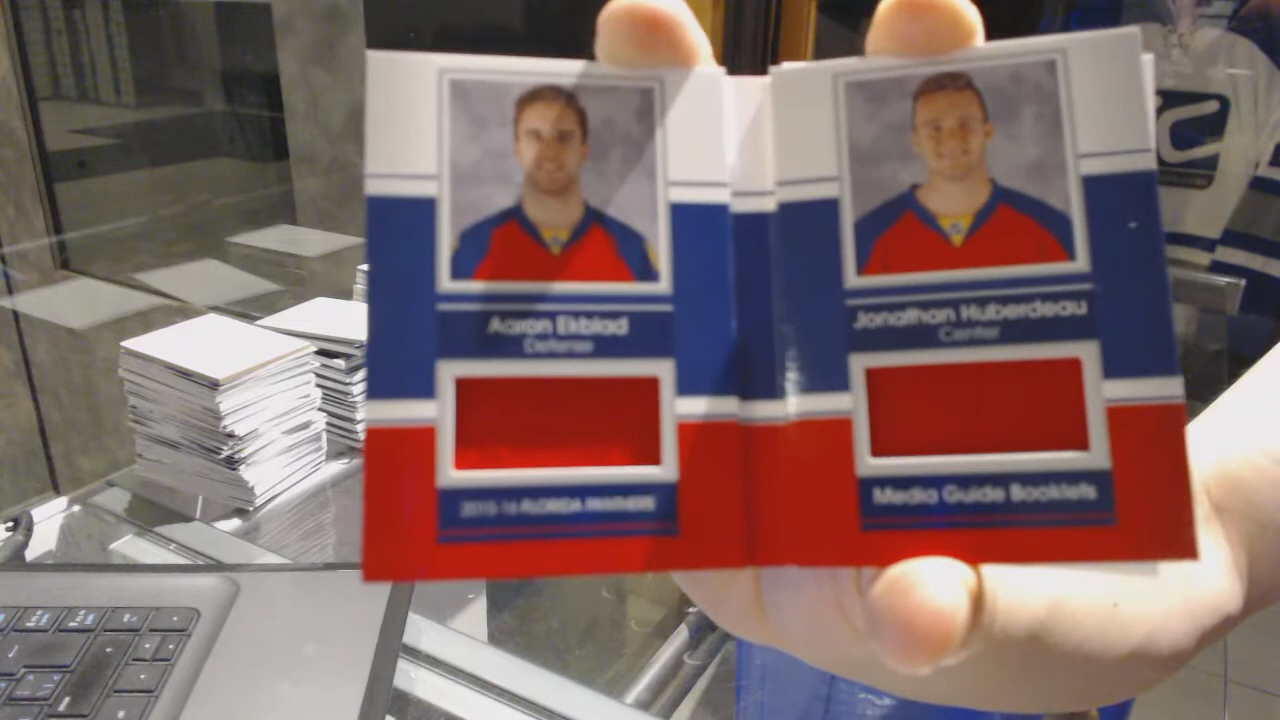 Aaron Ekblad
Defense
2015-16 FLORIDA PANTHERS
Jonathan Huberdeau
Center
Media Guide Booklets